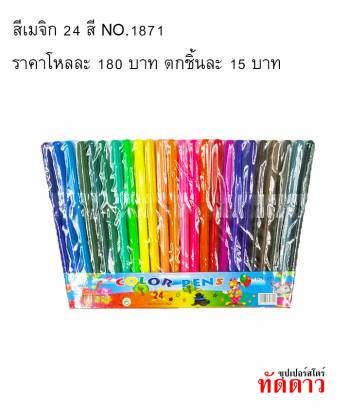 สีเมจิก 24 สี NO.1871
ราคาโหลละ 180 บาท ตกชิ้นละ 15 บาท
COLOR PENS
24
ซุปเปอร์สโตร์
ทัดดาว